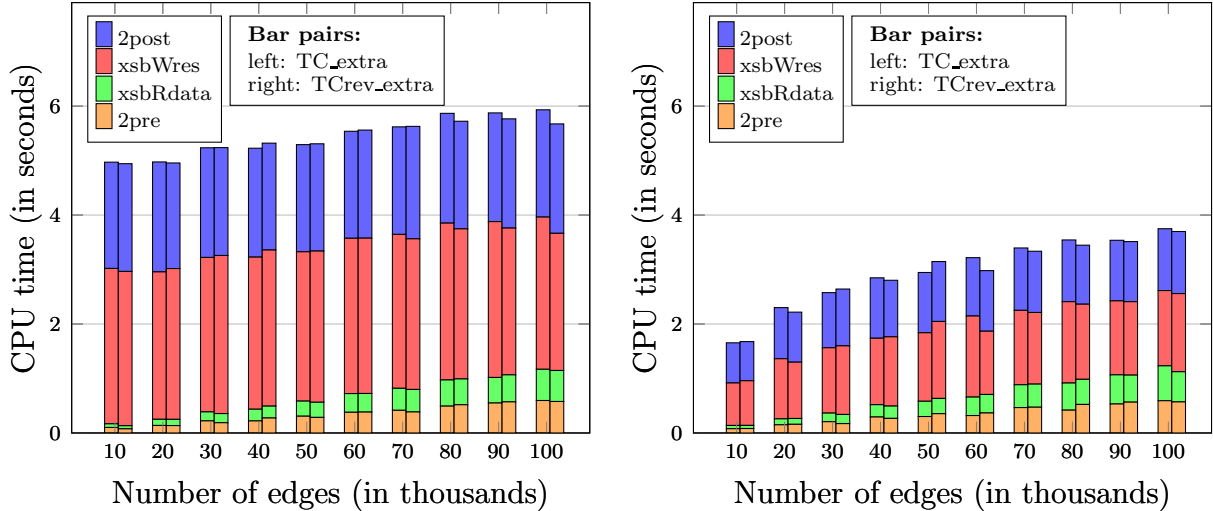 2post
xsbWres
xsbRdata
2pre
Bar pairs:
left: TC_extra
right: TCrev_extra
CPU time (in seconds)
6
4
2
0
10 20 30 40 50 60 70 80 90 100
Number of edges (in thousands)
2post
xsbWres
xsbRdata
2pre
Bar pairs:
left: TC_extra
right: TCrev_extra
CPU time (in seconds)
6
4
2
0
10 20 30 40 50 60 70 80 90 100
Number of edges (in thousands)